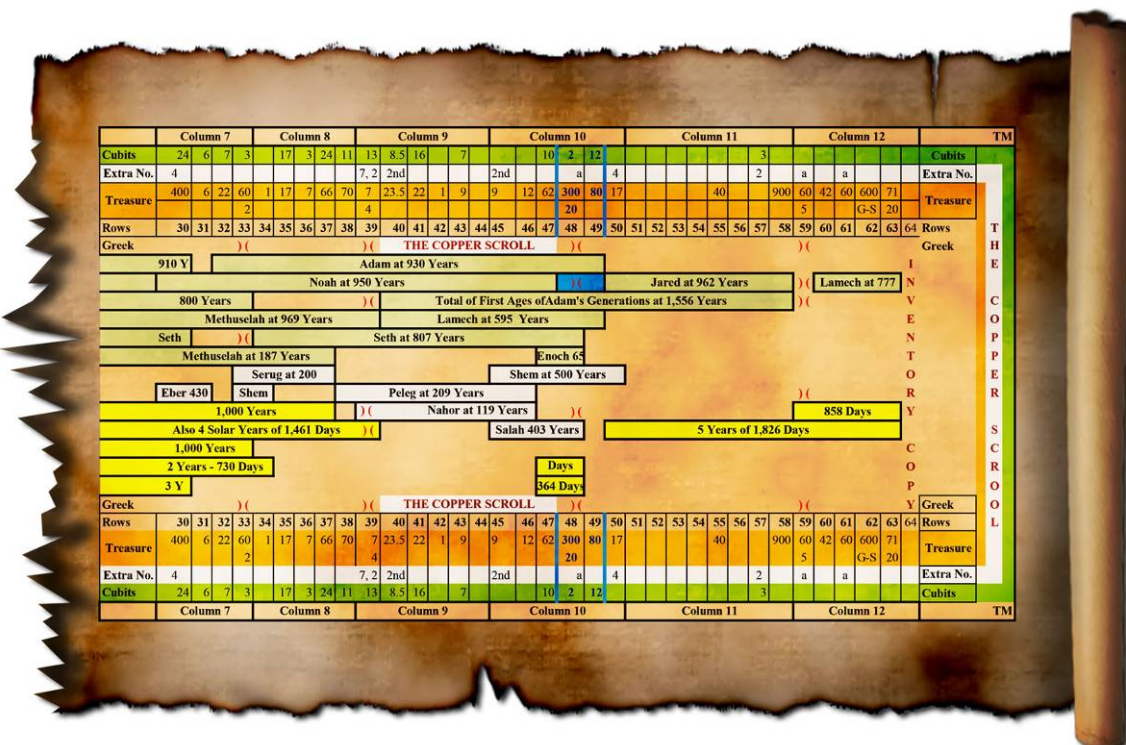 Column 7 Column 8 Column 9 Column 10 Column 11 Column 12 TM
Cubits 24 6 7 3 17 3 24 11 13 8.5 16 7 10 2 12 3 Cubits
Extra No. 4 7, 2 2nd 2nd a 4 2 a a Extra No.
Treasure 400 6 22 60 1 17 7 66 70 7 23.5 22 1 9 9 12 62 300 80 17 40 900 60 42 60 600 71 Treasure
2 4 20 5 G-S 20
Rows 30 31 32 33 34 35 36 37 38 39 40 41 42 43 44 45 46 47 48 49 50 51 52 53 54 55 56 57 58 59 60 61 62 63 64 Rows
Greek )( )( THE COPPER SCROLL )( )( Greek
910 Y Adam at 930 Years
Noah at 950 Years )( Jared at 962 Years )( Lamech at 777
800 Years )( Total of First Ages ofAdam's Generations at 1,556 Years )(
Methuselah at 969 Years Lamech at 595 Years
Seth )( Seth at 807 Years
Methuselah at 187 Years Enoch 65
Serug at 200 Shem at 500 Years
Eber 430 Shem Peleg at 209 Years )(
1,000 Years )( Nahor at 119 Years )( 858 Days
Also 4 Solar Years of 1,461 Days )( Salah 403 Years 5 Years of 1,826 Days
1,000 Years
2 Years - 730 Days Days
3 Y 364 Days
Greek )( )( THE COPPER SCROLL )( )( Greek
Rows 30 31 32 33 34 35 36 37 38 39 40 41 42 43 44 45 46 47 48 49 50 51 52 53 54 55 56 57 58 59 60 61 62 63 64 Rows
Treasure 400 6 22 60 1 17 7 66 70 7 23.5 22 1 9 9 12 62 300 80 17 40 900 60 42 60 600 71 Treasure
2 4 20 5 G-S 20
Extra No. 4 7, 2 2nd 2nd a 4 2 a a Extra No.
Cubits 24 6 7 3 17 3 24 11 13 8.5 16 7 10 2 12 3 Cubits
Column 7 Column 8 Column 9 Column 10 Column 11 Column 12 TM
INVENTORY COPY
THE COPPER SCROOL